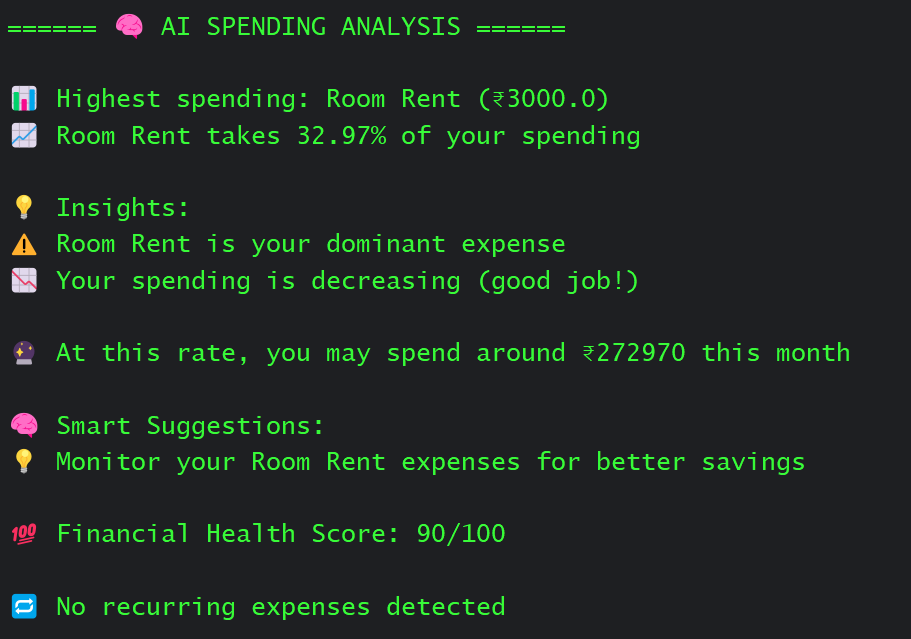 ====== 🧠 AI SPENDING ANALYSIS ======
📊 Highest spending: Room Rent (₹3000.0)
📈 Room Rent takes 32.97% of your spending
💡 Insights:
⚠️ Room Rent is your dominant expense
📉 Your spending is decreasing (good job!)
🔮 At this rate, you may spend around ₹272970 this month
🧠 Smart Suggestions:
💡 Monitor your Room Rent expenses for better savings
💯 Financial Health Score: 90/100
🔁 No recurring expenses detected